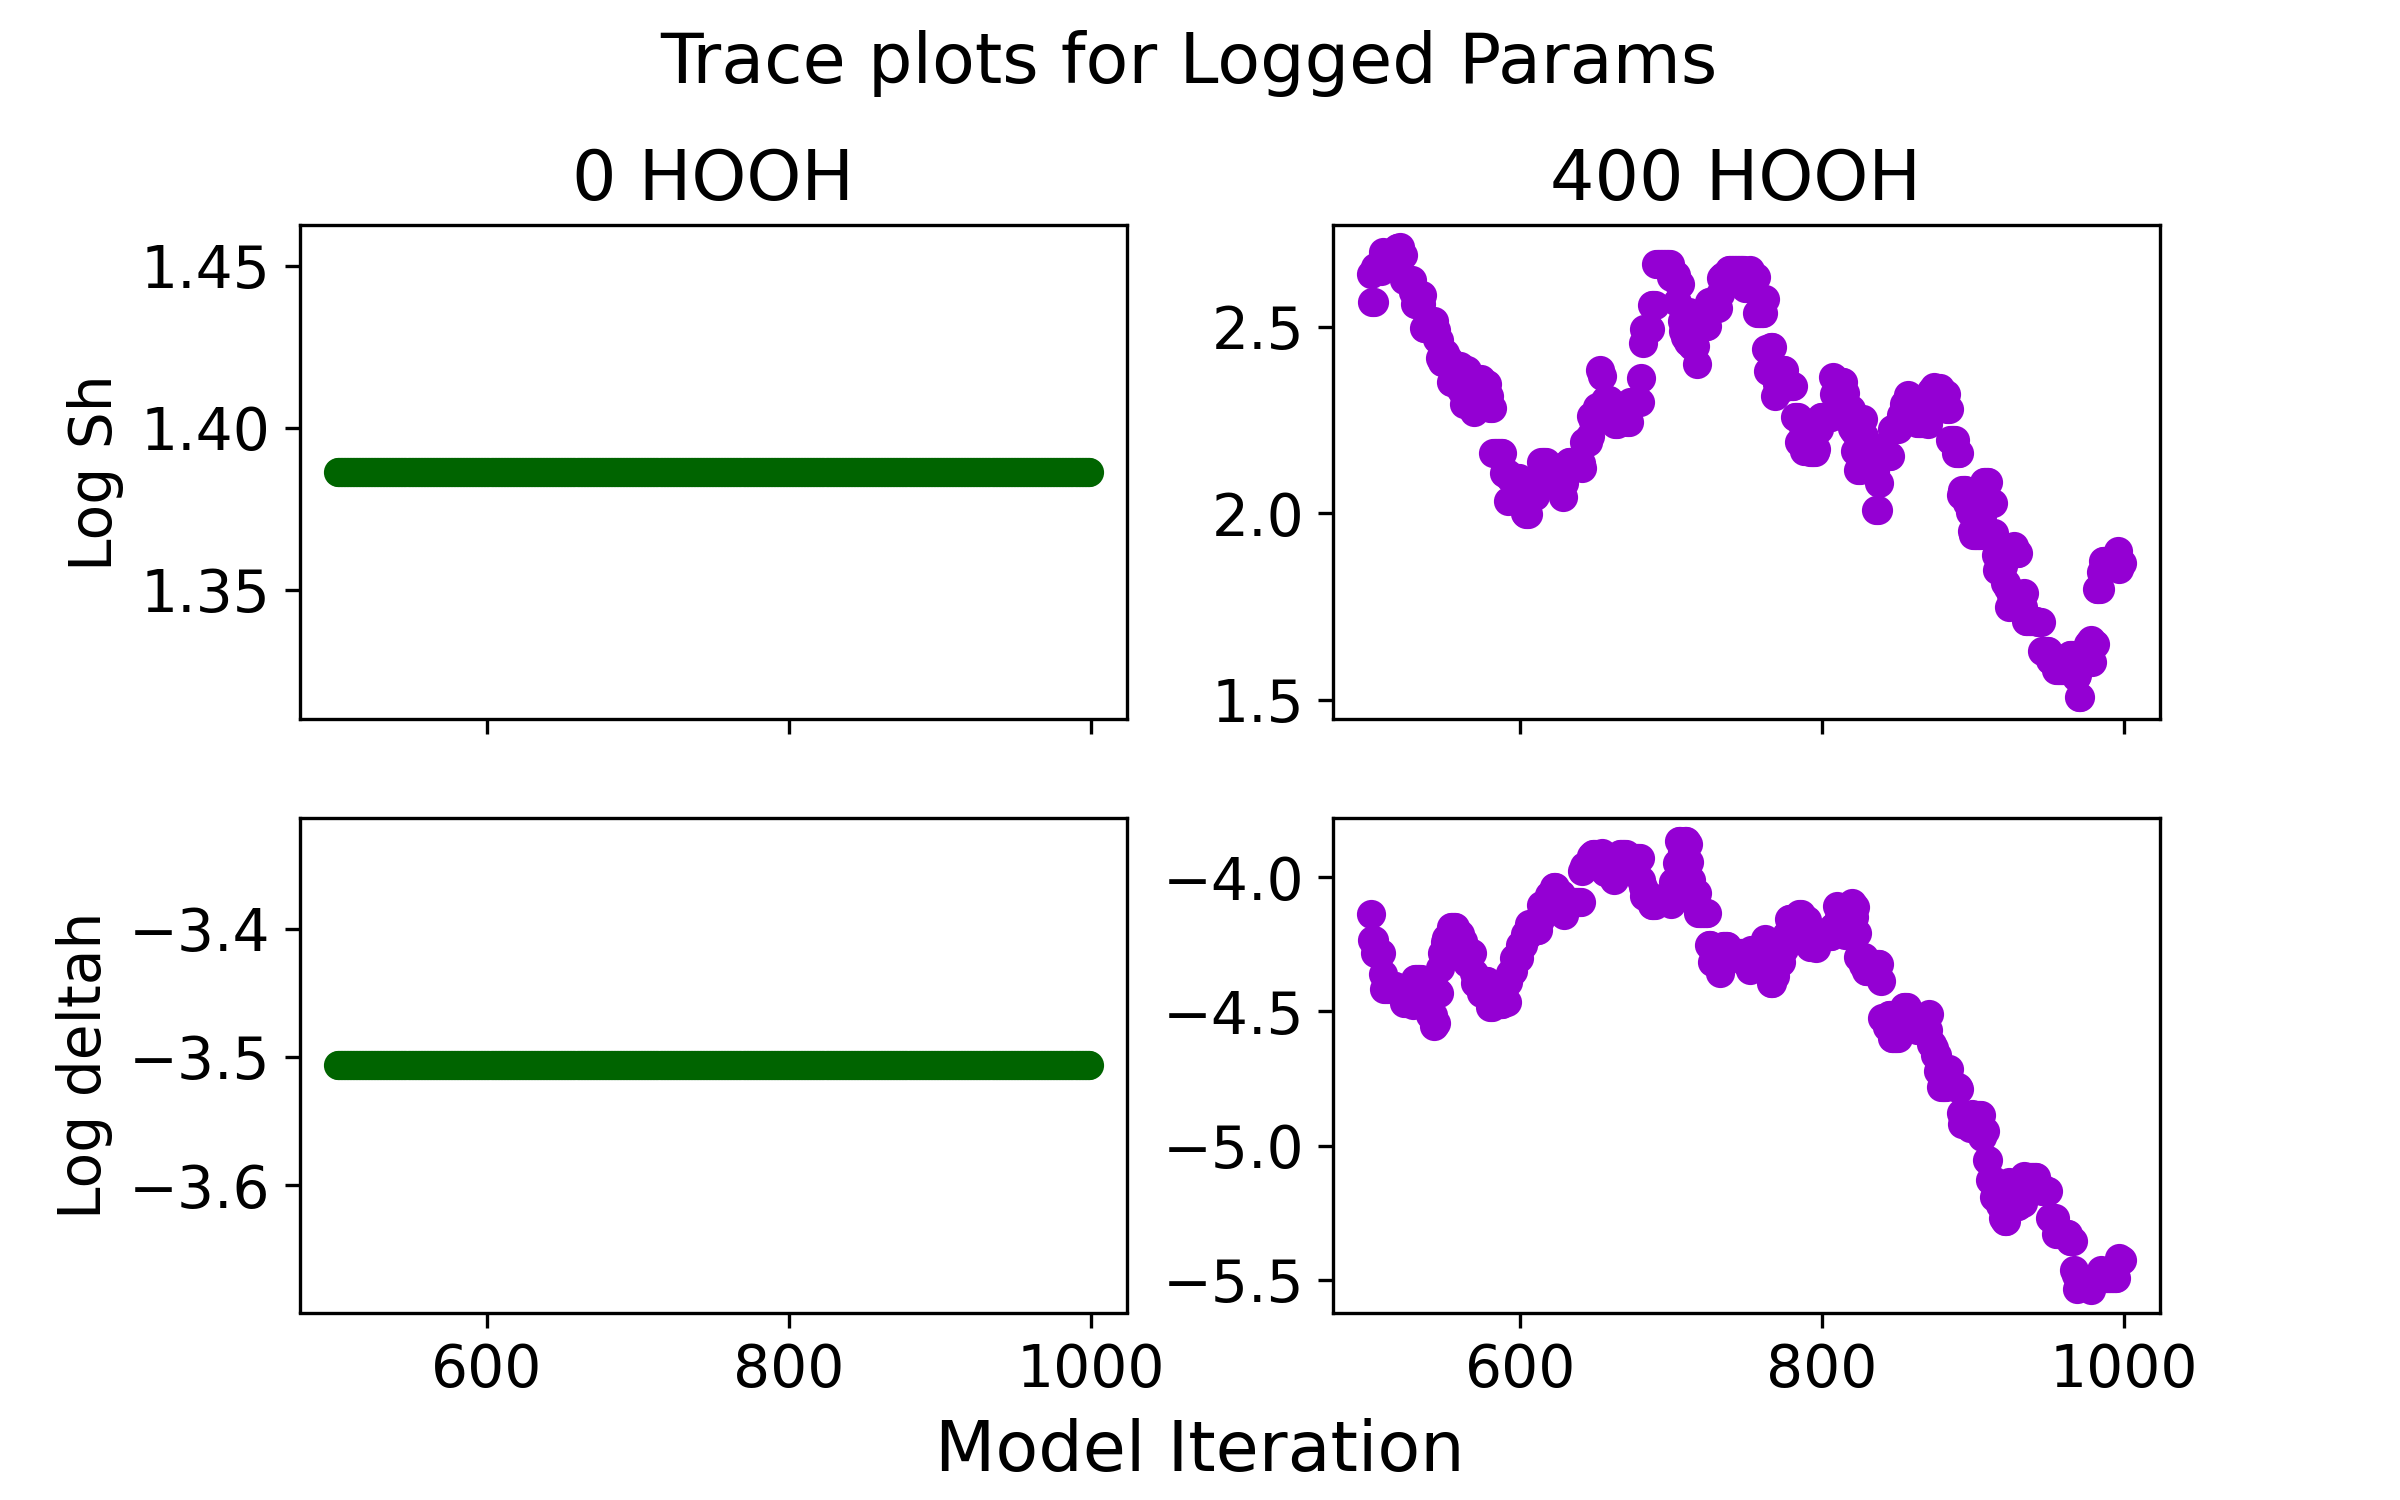 Trace plots for Logged Params
0 HOOH
400 HOOH
Log Sh
1.45
1.40
1.35
2.5
2.0
1.5
Log deltah
−3.4
−3.5
−3.6
−4.0
−4.5
−5.0
−5.5
600 800 1000
600 800 1000
Model Iteration